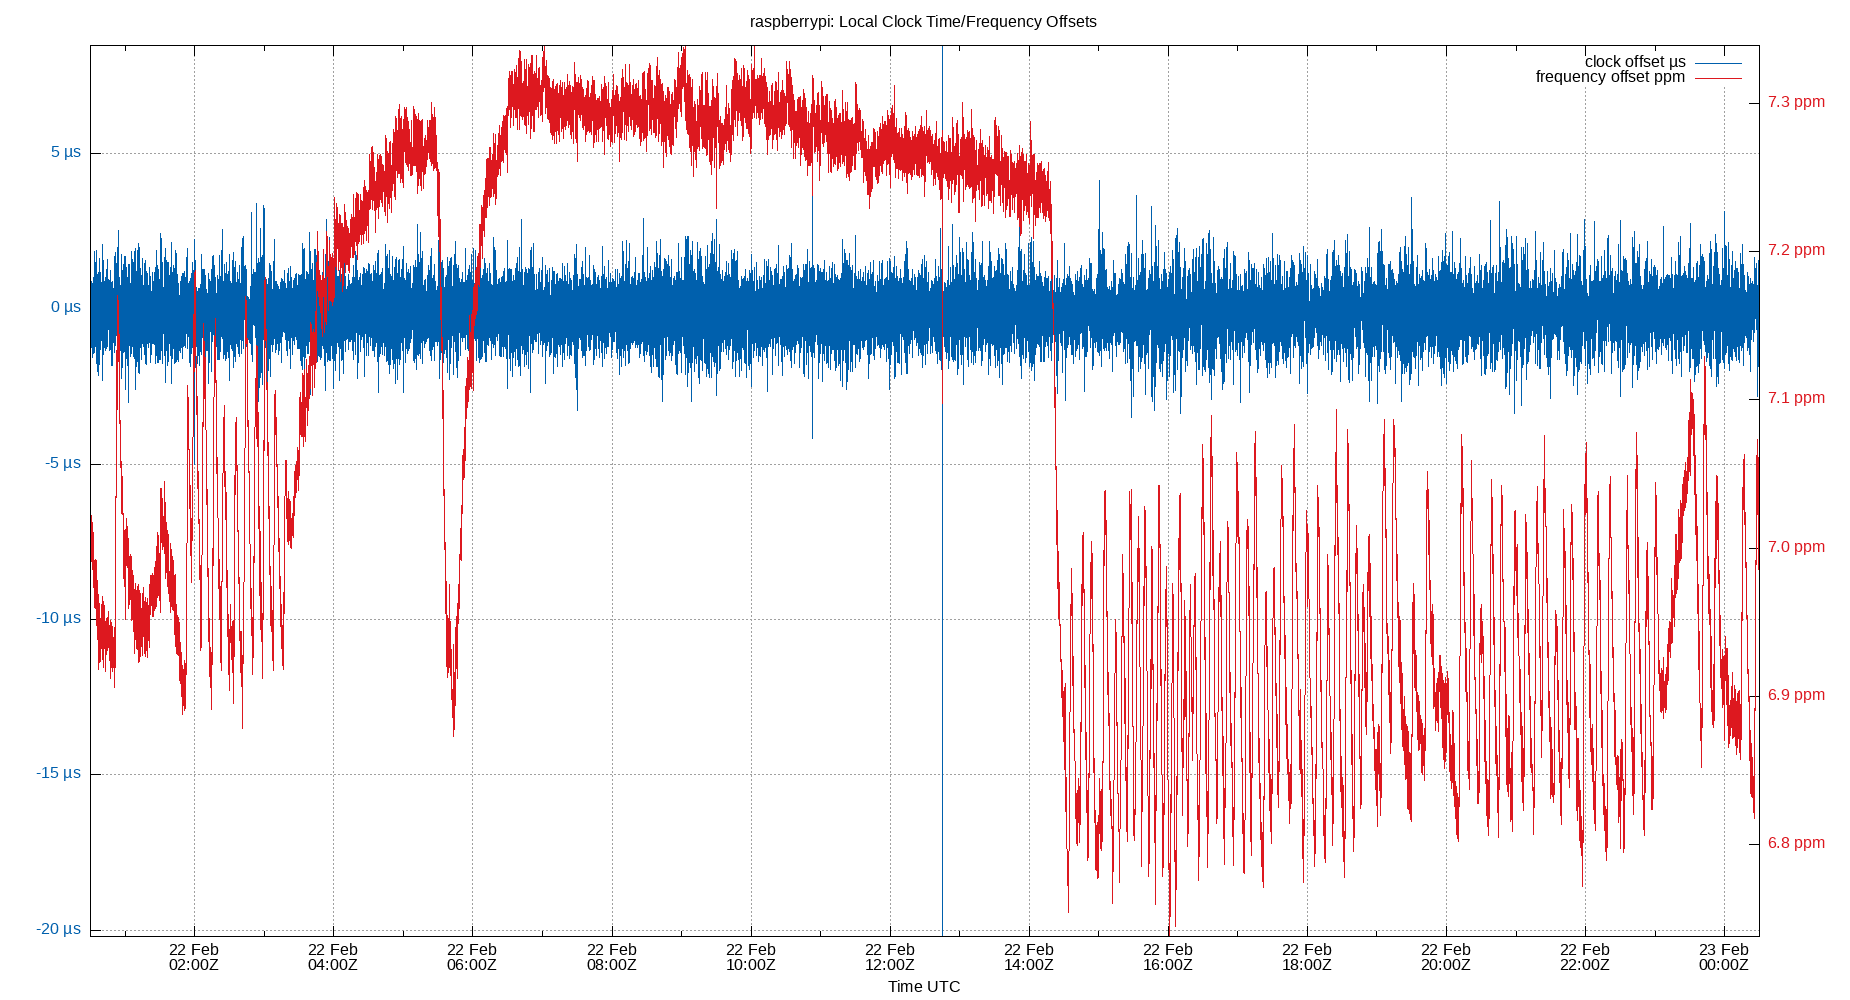 raspberrypi: Local Clock Time/Frequency Offsets
clock offset µs
frequency offset ppm
7.3 ppm
5 µs
7.2 ppm
0 µs
7.1 ppm
-5 µs
7.0 ppm
-10 µs
6.9 ppm
-15 µs
6.8 ppm
-20 µs
22 Feb 22 Feb 22 Feb 22 Feb 22 Feb 22 Feb 22 Feb 22 Feb 22 Feb 22 Feb 22 Feb 23 Feb
02:00Z 04:00Z 06:00Z 08:00Z 10:00Z 12:00Z 14:00Z 16:00Z 18:00Z 20:00Z 22:00Z 00:00Z
Time UTC